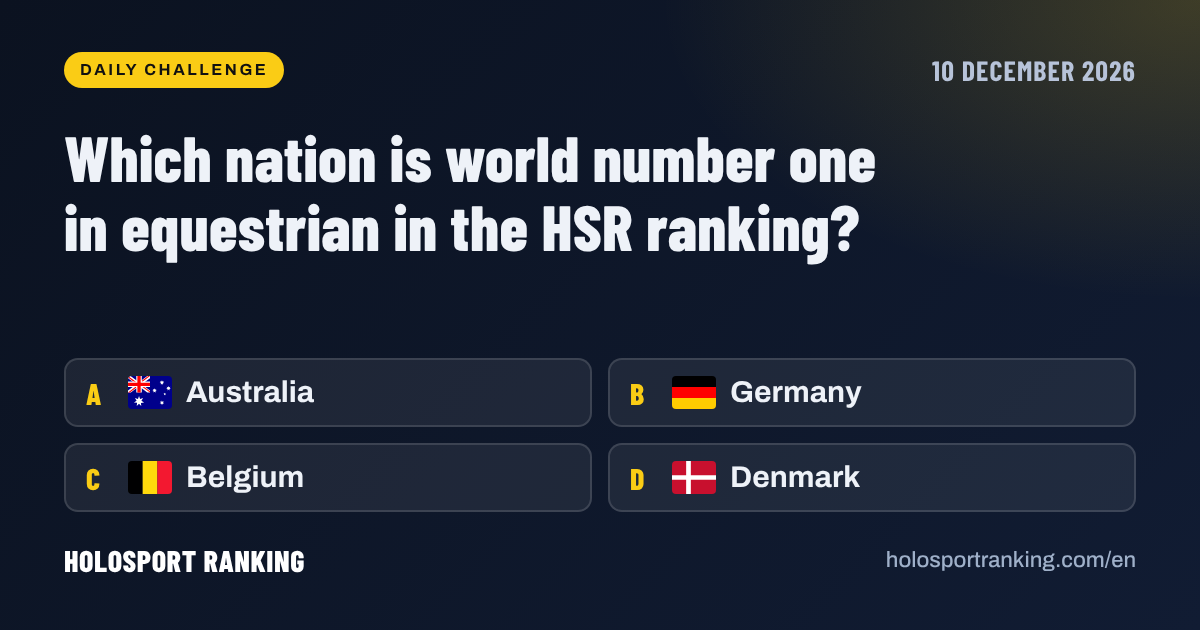 DAILY CHALLENGE
10 DECEMBER 2026
Which nation is world number one
in equestrian in the HSR ranking?
A Australia
B Germany
C Belgium
D Denmark
HOLOSPORT RANKING
holosportranking.com/en